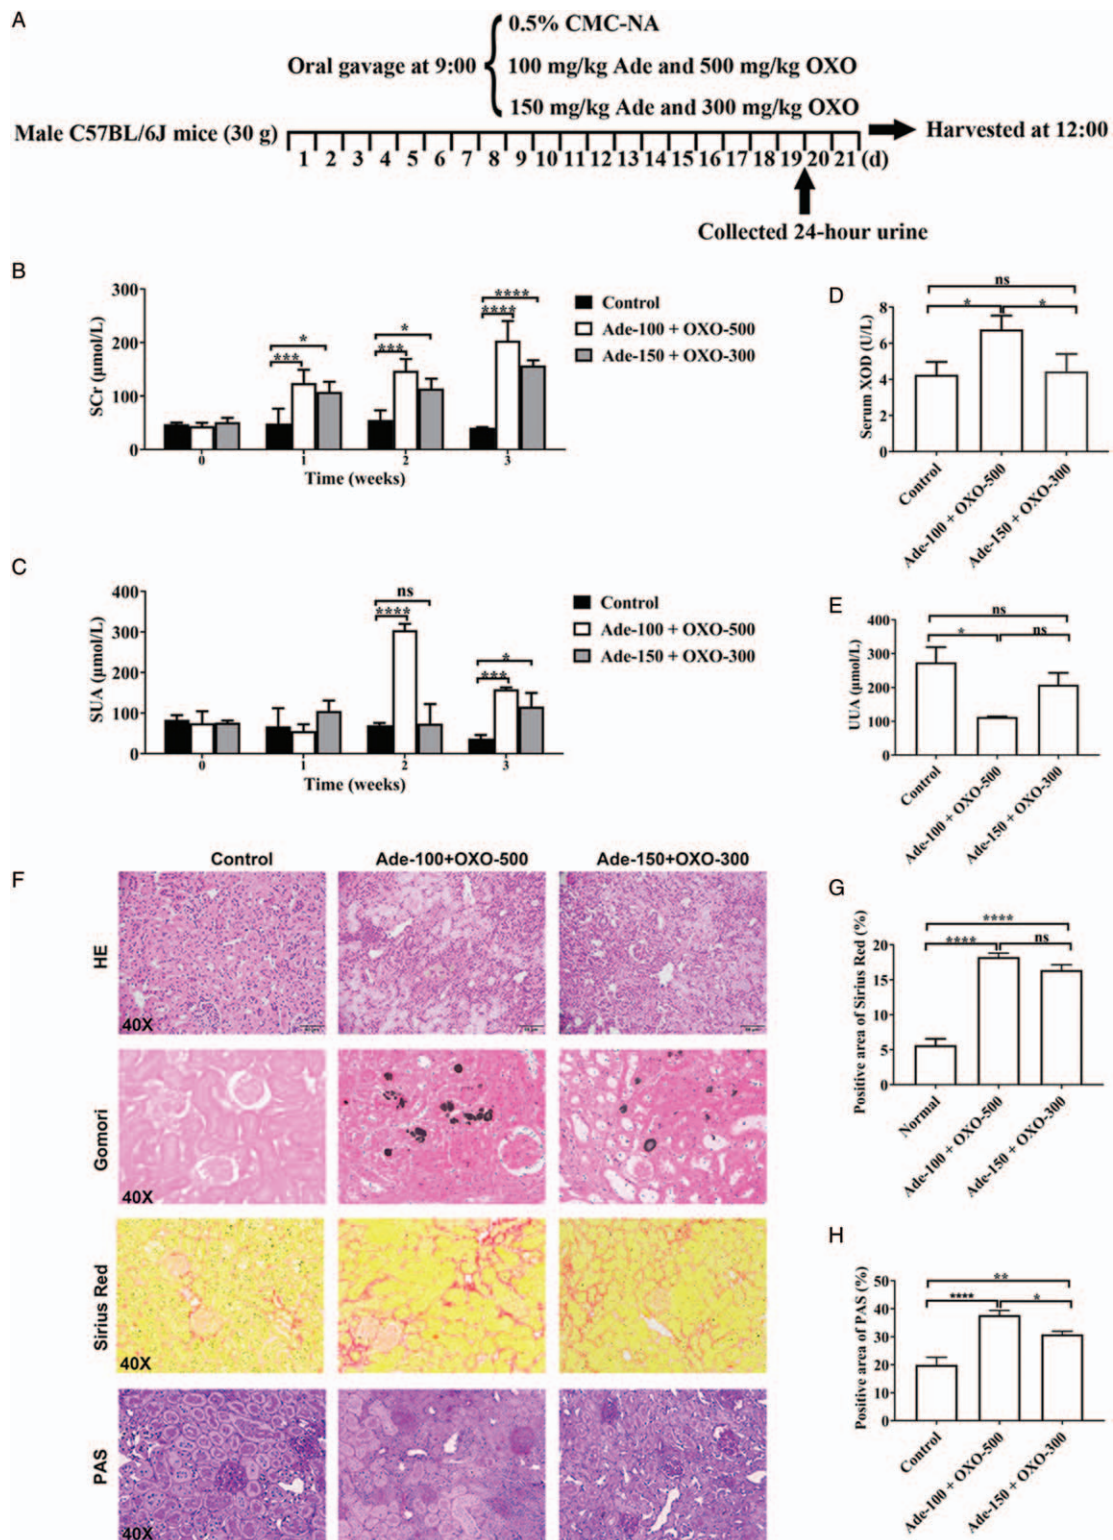 A
0.5% CMC-NA
Oral gavage at 9:00
100 mg/kg Ade and 500 mg/kg OXO
150 mg/kg Ade and 300 mg/kg OXO
Male C57BL/6J mice (30 g)
Harvested at 12:00
1 2 3 4 5 6 7 8 9 10 11 12 13 14 15 16 17 18 19 20 21 (d)
Collected 24-hour urine
B
SCr (μmol/L)
300
200
100
0
*
***
*
***
****
****
0 1 2 3
Time (weeks)
Control
Ade-100 + OXO-500
Ade-150 + OXO-300
D
Serum XOD (U/L)
8
6
4
2
0
ns
* *
Control
Ade-100 + OXO-500
Ade-150 + OXO-300
C
SUA (μmol/L)
400
300
200
100
0
ns
****
*
***
0 1 2 3
Time (weeks)
Control
Ade-100 + OXO-500
Ade-150 + OXO-300
E
UUA (μmol/L)
400
300
200
100
0
ns
* ns
Control
Ade-100 + OXO-500
Ade-150 + OXO-300
F
Control Ade-100+OXO-500 Ade-150+OXO-300
HE
40X
Gomori
40X
Sirius Red
40X
PAS
40X
G
Positive area of Sirius Red (%)
20
15
10
5
0
****
**** ns
Normal
Ade-100 + OXO-500
Ade-150 + OXO-300
H
Positive area of PAS (%)
50
40
30
20
10
0
**
**** *
Control
Ade-100 + OXO-500
Ade-150 + OXO-300